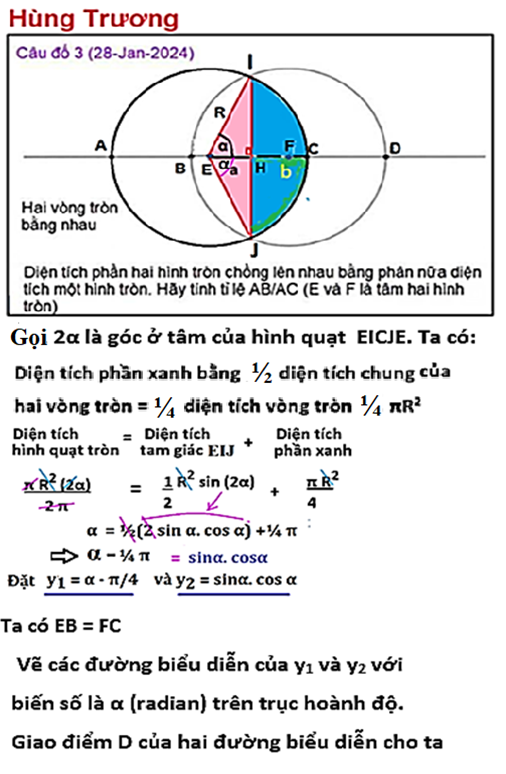 Hùng Trương
Câu đố 3 (28-Jan-2024)
I
R
A
B
E
α
α
a
H
F
b
C
D
J
Hai vòng tròn
bằng nhau
Diện tích phần hai hình tròn chồng lên nhau bằng phân nữa diện
tích một hình tròn. Hãy tính tỉ lệ AB/AC (E và F là tâm hai hình
tròn)
Gọi 2α là góc ở tâm của hình quạt EICJE. Ta có:
Diện tích phần xanh bằng ½ diện tích chung của
hai vòng tròn = ¼ diện tích vòng tròn ¼ πR²
Diện tích hình quạt tròn = Diện tích tam giác EIJ + Diện tích phần xanh
π R² (2α) / 2 π = 1/2 R² sin (2α) + π R² / 4
α = ½(2 sin α. cos α) +¼ π :
⇒ α – ¼ π = sinα. cosα
Đặt y₁ = α - π/4 và y₂ = sinα. cos α
Ta có EB = FC
Vẽ các đường biểu diễn của y₁ và y₂ với
biến số là α (radian) trên trục hoành độ.
Giao điểm D của hai đường biểu diễn cho ta